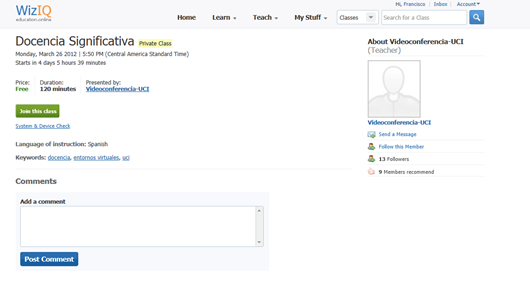 Hi, Francisco Inbox Account
WizIQ
education.online
Home Learn Teach My Stuff Classes Search for a Class
Docencia Significativa Private Class
Monday, March 26 2012 | 5:50 PM (Central America Standard Time)
Starts in 4 days 5 hours 39 minutes
Price: Duration: Presented by:
Free 120 minutes Videoconferencia-UCI
Join this class
System & Device Check
Language of instruction: Spanish
Keywords: docencia, entornos virtuales, uci
Comments
Add a comment
Post Comment
About Videoconferencia-UCI
(Teacher)
Videoconferencia-UCI
Send a Message
Follow this Member
13 Followers
9 Members recommend